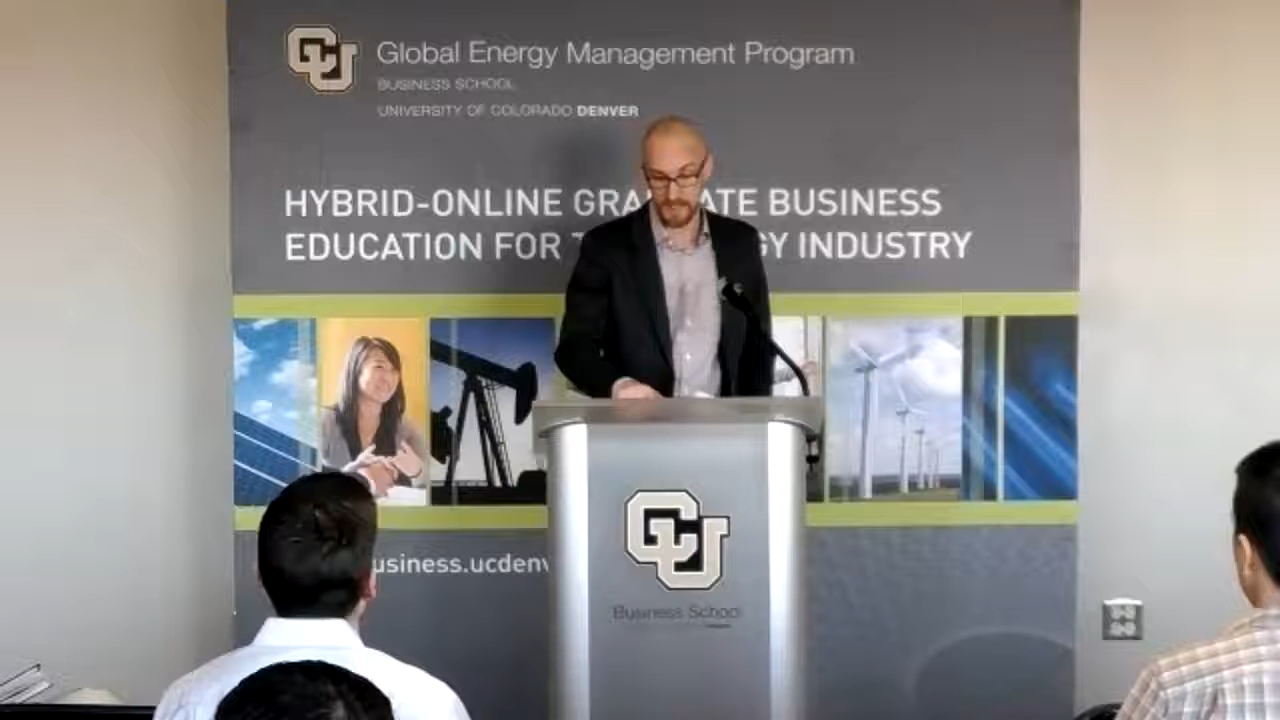 CU Global Energy Management Program
BUSINESS SCHOOL
UNIVERSITY OF COLORADO DENVER
HYBRID-ONLINE GRA TE BUSINESS
EDUCATION FOR T GY INDUSTRY
usiness.ucdenv
CU
Business School